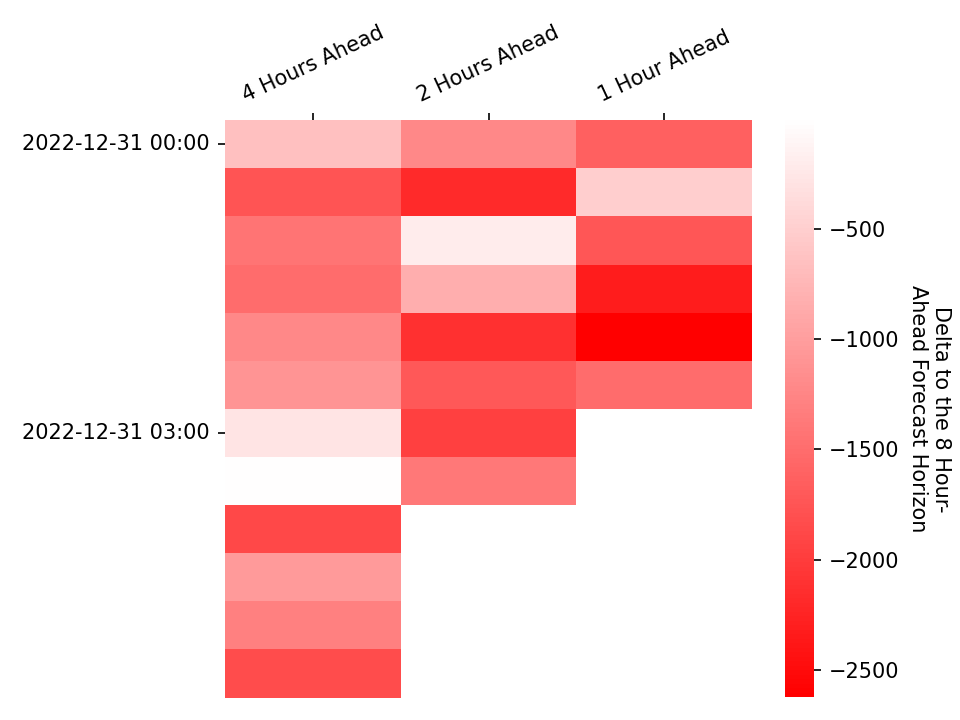 4 Hours Ahead
2 Hours Ahead
1 Hour Ahead
2022-12-31 00:00
2022-12-31 03:00
−500
−1000
−1500
−2000
−2500
Delta to the 8 Hour-
Ahead Forecast Horizon